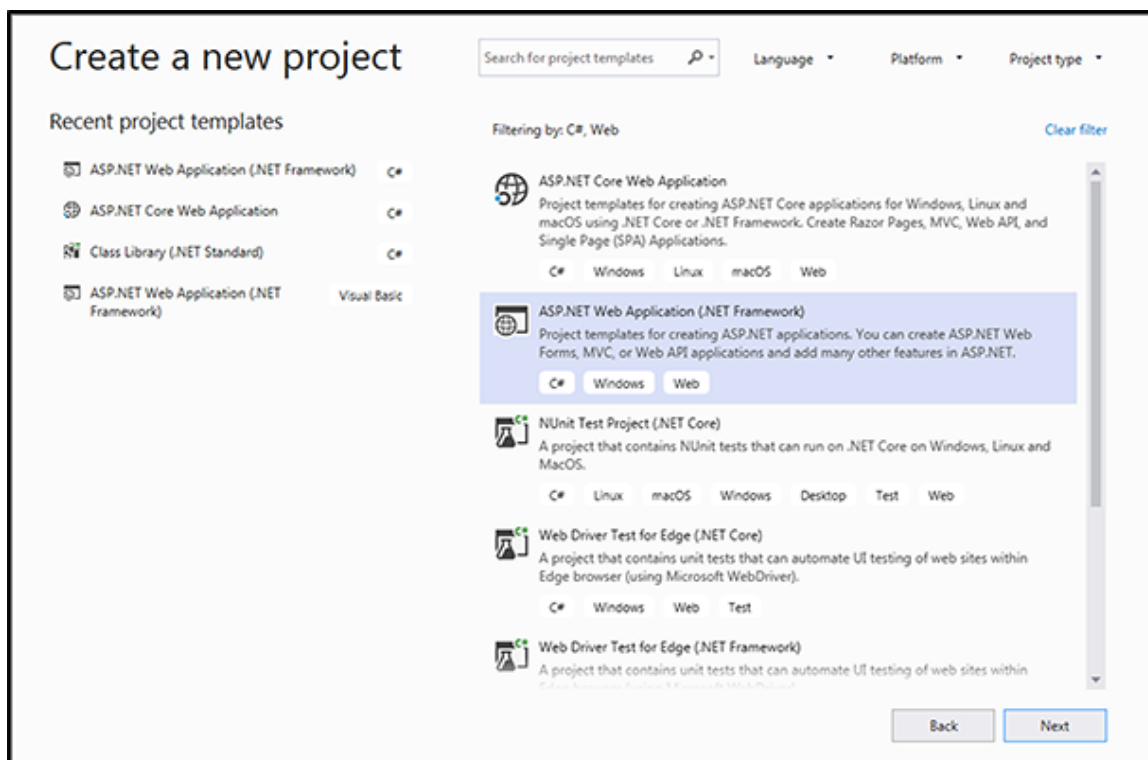 Create a new project
Search for project templates
Language
Platform
Project type
Recent project templates
ASP.NET Web Application (.NET Framework) C#
ASP.NET Core Web Application C#
Class Library (.NET Standard) C#
ASP.NET Web Application (.NET Visual Basic
Framework)
Filtering by: C#, Web
Clear filter
ASP.NET Core Web Application
Project templates for creating ASP.NET Core applications for Windows, Linux and
macOS using .NET Core or .NET Framework. Create Razor Pages, MVC, Web API, and
Single Page (SPA) Applications.
C# Windows Linux macOS Web
ASP.NET Web Application (.NET Framework)
Project templates for creating ASP.NET applications. You can create ASP.NET Web
Forms, MVC, or Web API applications and add many other features in ASP.NET.
C# Windows Web
NUnit Test Project (.NET Core)
A project that contains NUnit tests that can run on .NET Core on Windows, Linux and
MacOS.
C# Linux macOS Windows Desktop Test Web
Web Driver Test for Edge (.NET Core)
A project that contains unit tests that can automate UI testing of web sites within
Edge browser (using Microsoft WebDriver).
C# Windows Web Test
Web Driver Test for Edge (.NET Framework)
A project that contains unit tests that can automate UI testing of web sites within
Back
Next